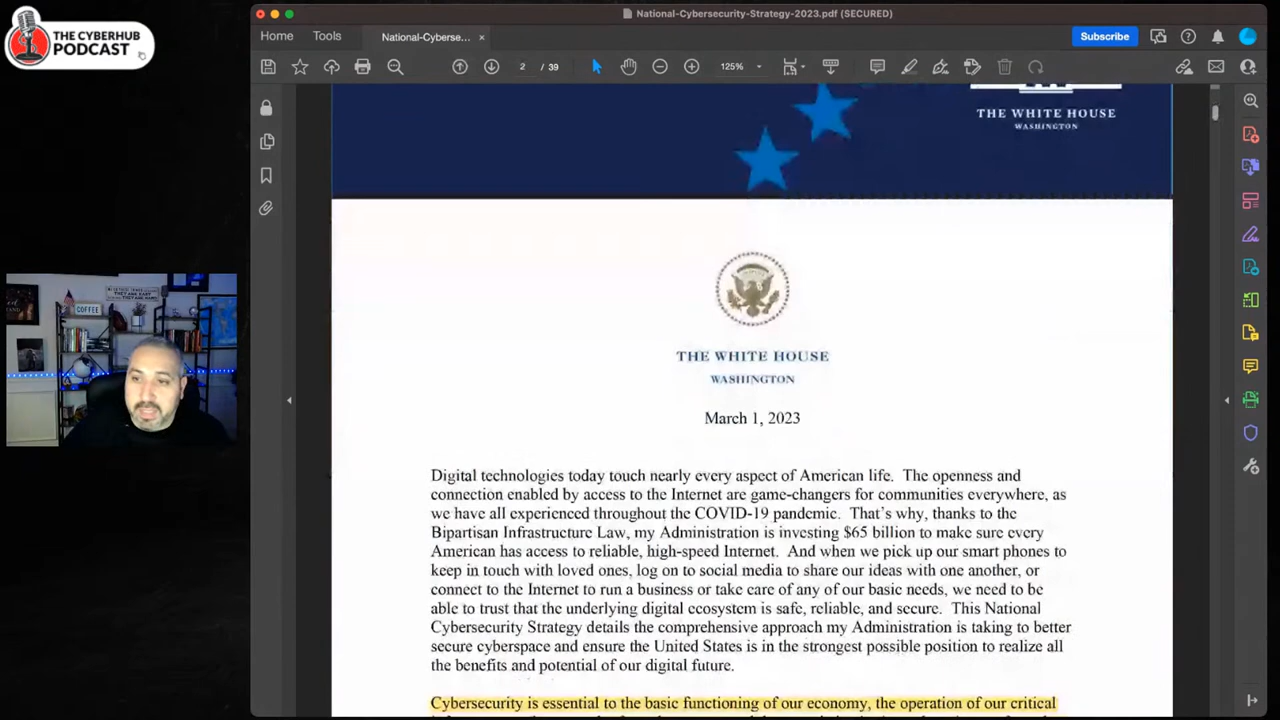 THE CYBERHUB
PODCAST
National-Cybersecurity-Strategy-2023.pdf (SECURED)
Home
Tools
National-Cyberse...
×
Subscribe
2 / 39
125%
THE WHITE HOUSE
WASHINGTON
COFFEE
THE WHITE HOUSE
WASHINGTON
March 1, 2023
Digital technologies today touch nearly every aspect of American life. The openness and
connection enabled by access to the Internet are game-changers for communities everywhere, as
we have all experienced throughout the COVID-19 pandemic. That's why, thanks to the
Bipartisan Infrastructure Law, my Administration is investing $65 billion to make sure every
American has access to reliable, high-speed Internet. And when we pick up our smart phones to
keep in touch with loved ones, log on to social media to share our ideas with one another, or
connect to the Internet to run a business or take care of any of our basic needs, we need to be
able to trust that the underlying digital ecosystem is safe, reliable, and secure. This National
Cybersecurity Strategy details the comprehensive approach my Administration is taking to better
secure cyberspace and ensure the United States is in the strongest possible position to realize all
the benefits and potential of our digital future.
Cybersecurity is essential to the basic functioning of our economy, the operation of our critical